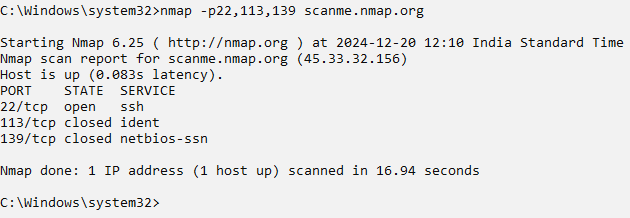 C:\Windows\system32>nmap -p22,113,139 scanme.nmap.org
Starting Nmap 6.25 ( http://nmap.org ) at 2024-12-20 12:10 India Standard Time
Nmap scan report for scanme.nmap.org (45.33.32.156)
Host is up (0.083s latency).
PORT    STATE  SERVICE
22/tcp  open   ssh
113/tcp closed ident
139/tcp closed netbios-ssn
Nmap done: 1 IP address (1 host up) scanned in 16.94 seconds
C:\Windows\system32>